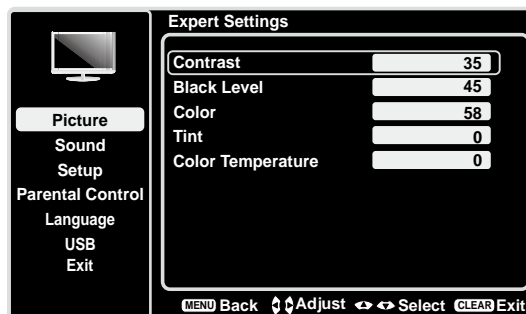 Expert Settings
Contrast 35
Black Level 45
Color 58
Tint 0
Color Temperature 0
Picture
Sound
Setup
Parental Control
Language
USB
Exit
MENU Back Adjust Select CLEAR Exit